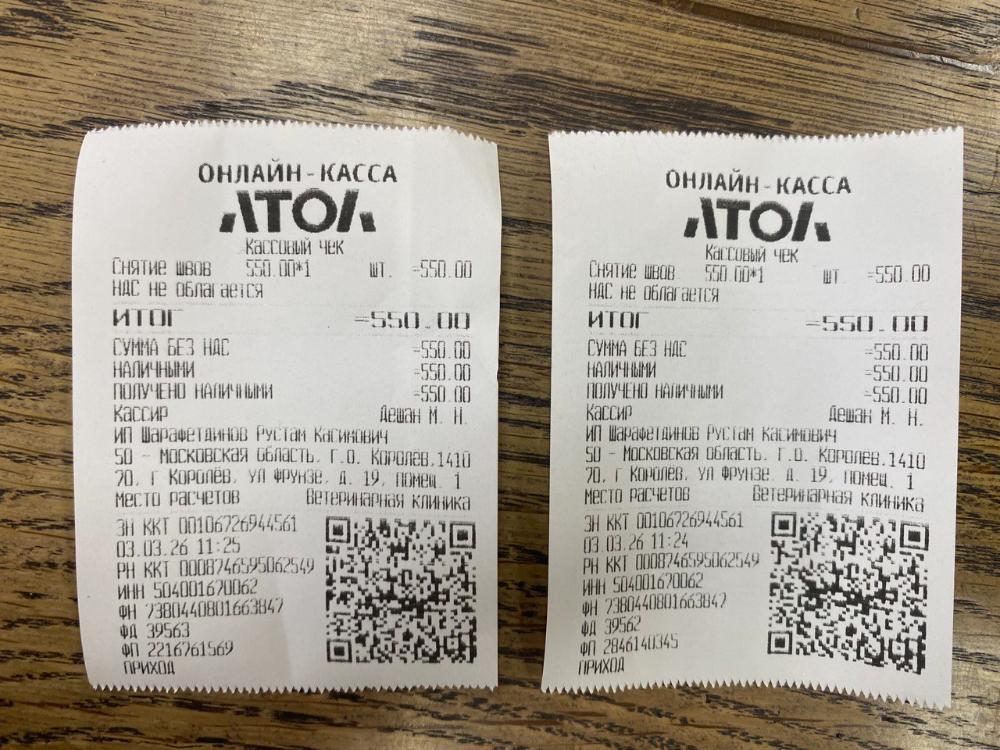 ОНЛАЙН-КАССА
АТОЛ
Кассовый чек
Снятие швов 550.00*1 шт. =550.00
НДС не облагается
ИТОГ =550.00
СУММА БЕЗ НДС =550.00
НАЛИЧНЫМИ =550.00
ПОЛУЧЕНО НАЛИЧНЫМИ =550.00
Кассир Дешан М. Н.
ИП Шарафетдинов Рустам Касимович
50 - Московская область, Г.О. Королев,1410
70, г Королёв, ул Фрунзе, д. 19, помещ. 1
Место расчетов Ветеринарная клиника
ЗН ККТ 00106726944561
03.03.26 11:25
РН ККТ 0008746595062549
ИНН 504001670062
ФН 7380440801663847
ФД 39563
ФП 2216761569
ПРИХОД
ОНЛАЙН-КАССА
АТОЛ
Кассовый чек
Снятие швов 550.00*1 шт. =550.00
НДС не облагается
ИТОГ =550.00
СУММА БЕЗ НДС =550.00
НАЛИЧНЫМИ =550.00
ПОЛУЧЕНО НАЛИЧНЫМИ =550.00
Кассир Дешан М. Н.
ИП Шарафетдинов Рустам Касимович
50 - Московская область, Г.О. Королев,1410
70, г Королёв, ул Фрунзе, д. 19, помещ. 1
Место расчетов Ветеринарная клиника
ЗН ККТ 00106726944561
03.03.26 11:24
РН ККТ 0008746595062549
ИНН 504001670062
ФН 7380440801663847
ФД 39562
ФП 2846140345
ПРИХОД